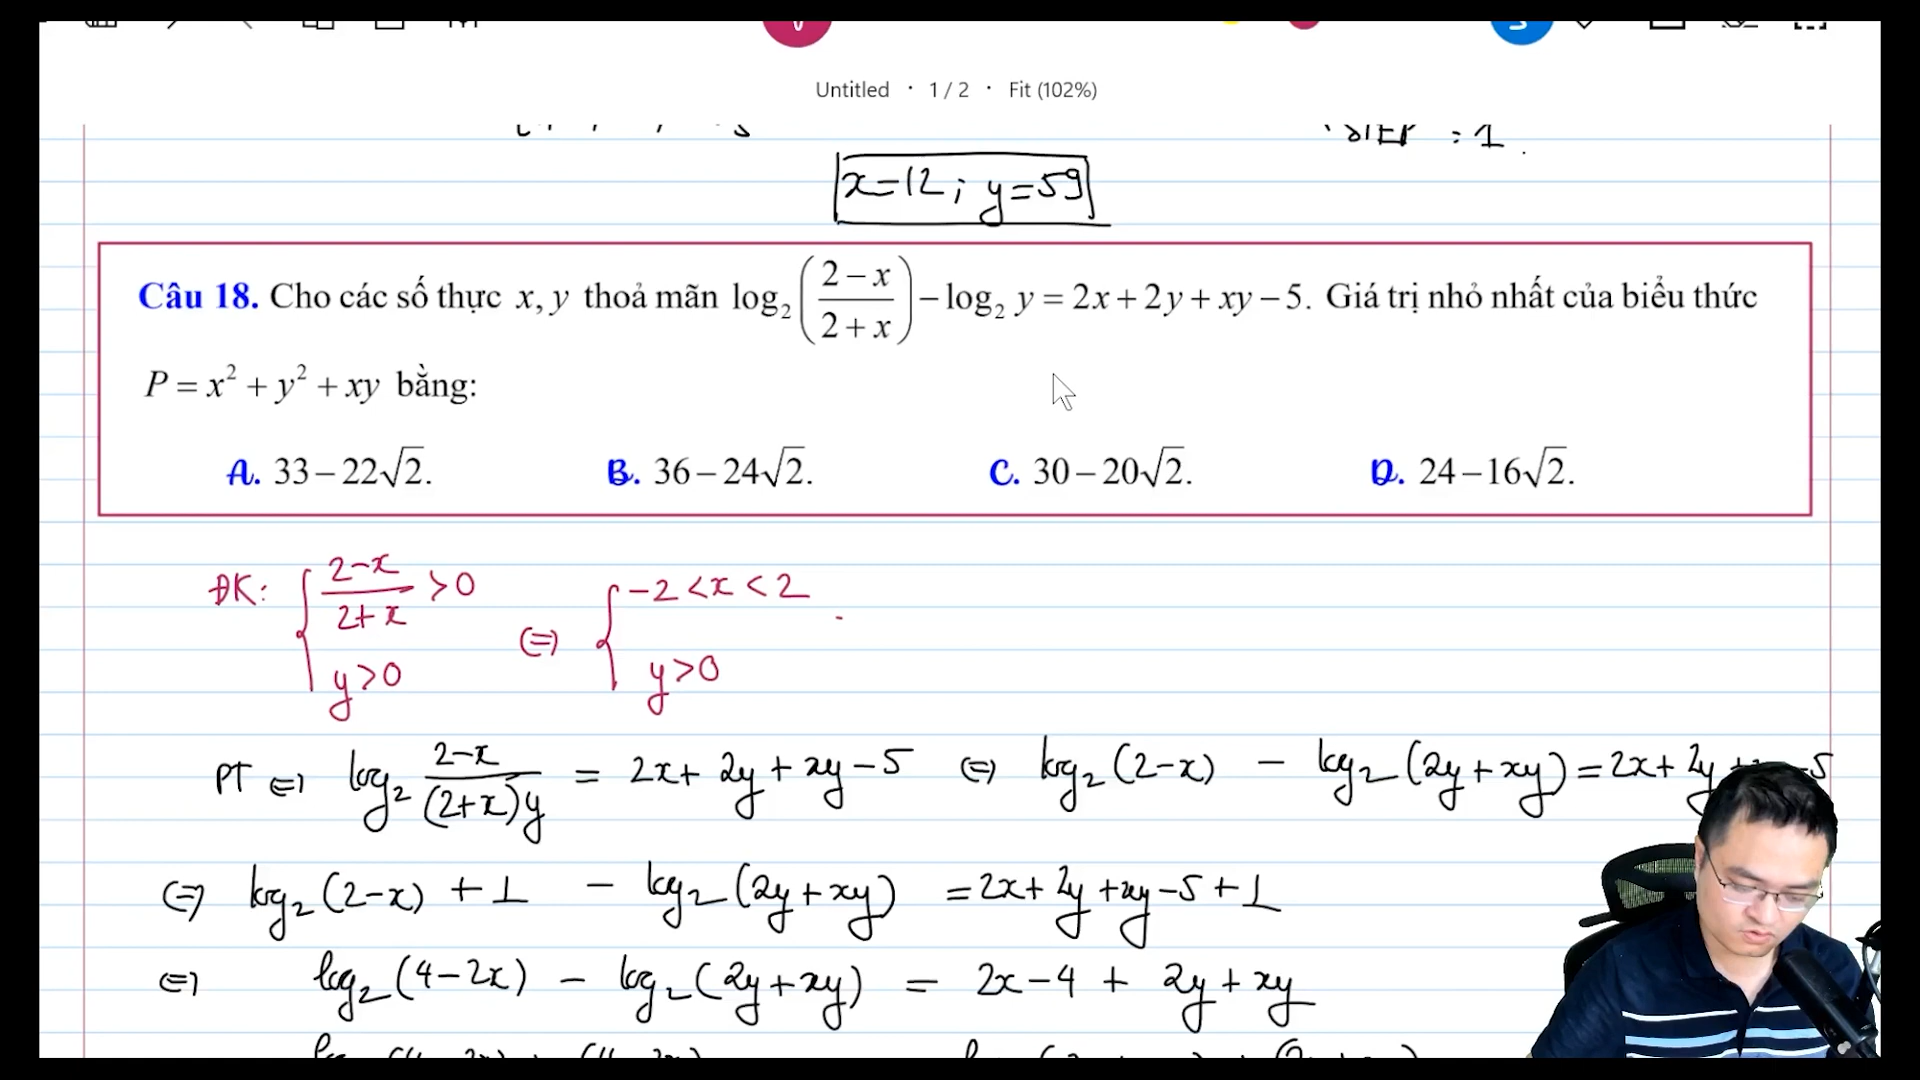 Untitled · 1 / 2 · Fit (102%)
: 1
x=12; y=59
Câu 18. Cho các số thực x, y thoả mãn log₂((2−x)/(2+x)) − log₂ y = 2x + 2y + xy − 5. Giá trị nhỏ nhất của biểu thức
P = x² + y² + xy bằng:
A. 33 − 22√2. B. 36 − 24√2. C. 30 − 20√2. D. 24 − 16√2.
ĐK: { (2−x)/(2+x) > 0 ; y > 0 ⇔ { −2 < x < 2 ; y > 0
PT ⇔ log₂ (2−x)/((2+x)y) = 2x + 2y + xy − 5 ⇔ log₂(2−x) − log₂(2y+xy) = 2x + 2y −5
⇔ log₂(2−x) + 1 − log₂(2y+xy) = 2x + 2y + xy − 5 + 1
⇔ log₂(4−2x) − log₂(2y+xy) = 2x − 4 + 2y + xy